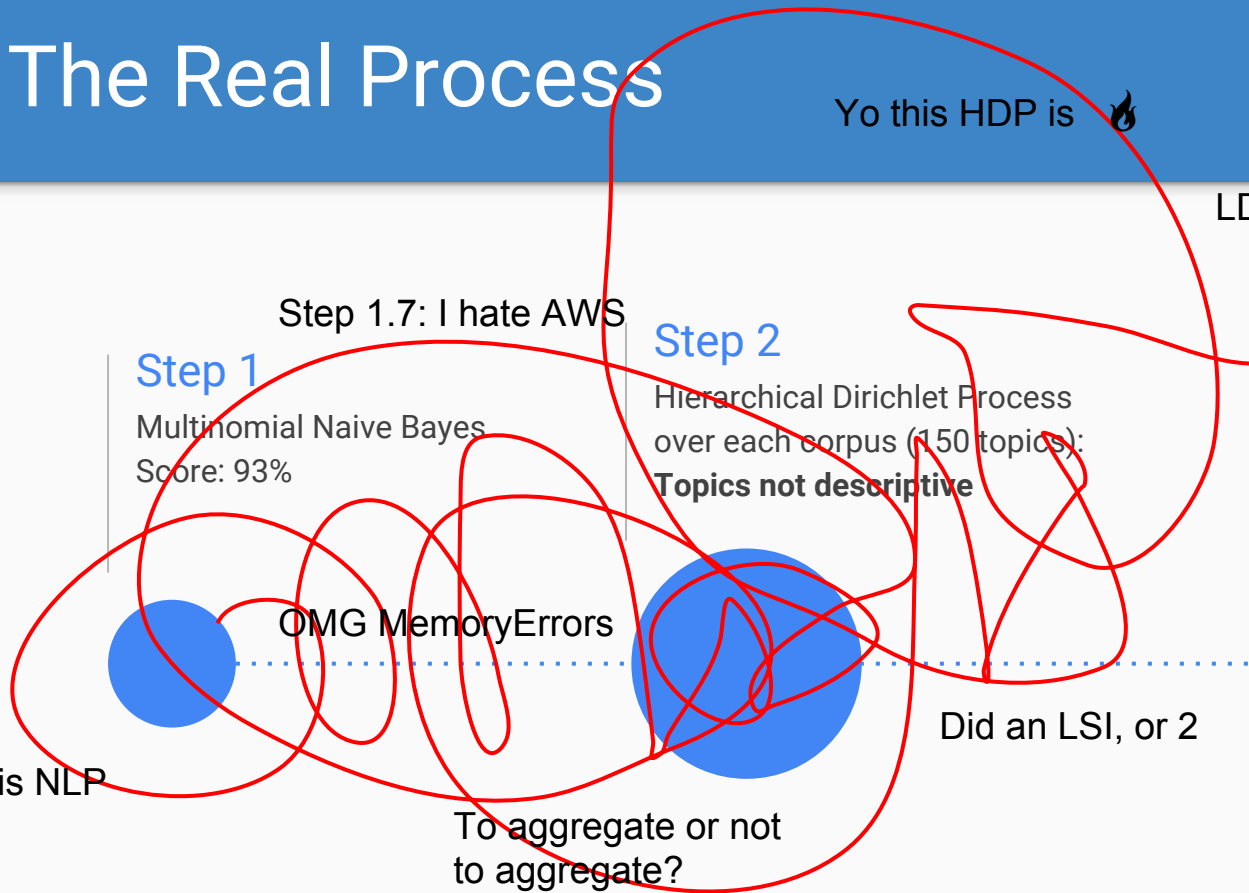 The Real Process
Yo this HDP is 🔥
LD
Step 1.7: I hate AWS
Step 1
Multinomial Naive Bayes
Score: 93%
Step 2
Hierarchical Dirichlet Process
over each corpus (150 topics):
Topics not descriptive
OMG MemoryErrors
Did an LSI, or 2
is NLP
To aggregate or not
to aggregate?